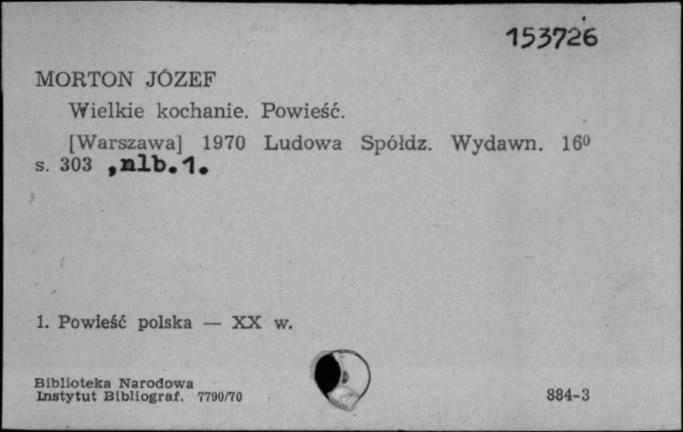 153726
MORTON JÓZEF
Wielkie kochanie. Powieść.
[Warszawa] 1970 Ludowa Spółdz. Wydawn. 16⁰
s. 303 ,nlb.1.
1. Powieść polska — XX w.
Biblioteka Narodowa
Instytut Bibliograf. 7790/70
884-3